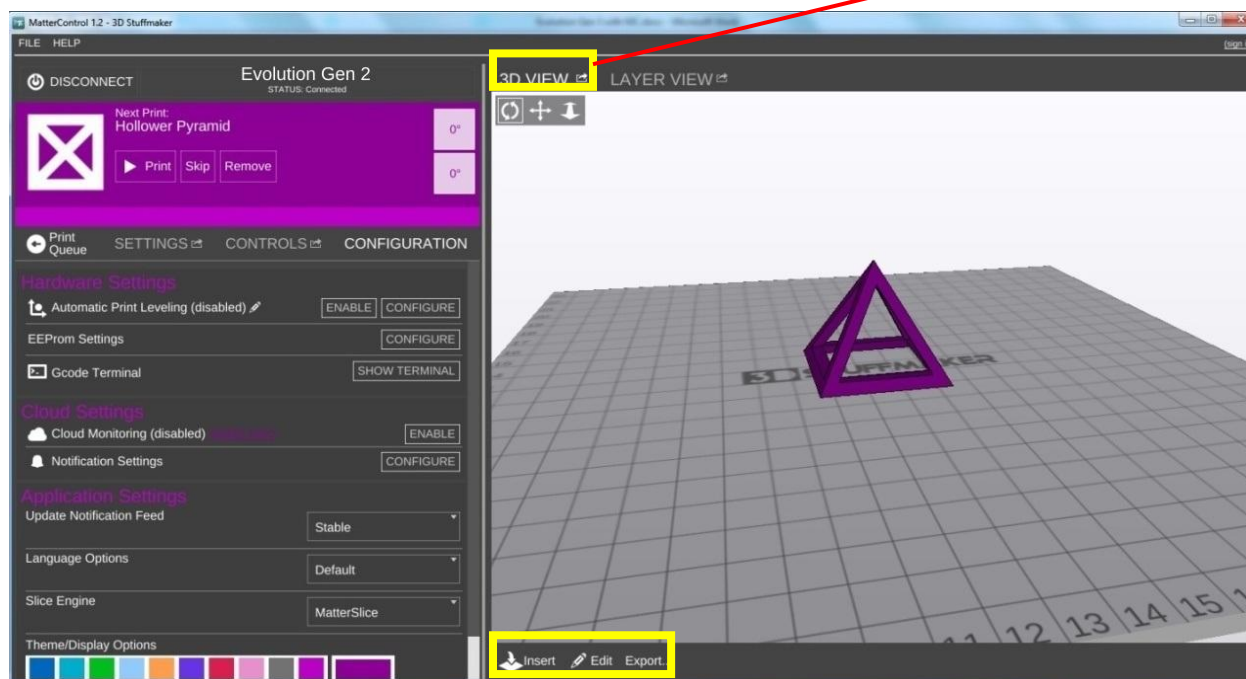 MatterControl 1.2 - 3D Stuffmaker
FILE HELP
DISCONNECT
Evolution Gen 2
STATUS: Connected
Next Print:
Hollower Pyramid
Print Skip Remove
0°
0°
Print
Queue
SETTINGS CONTROLS CONFIGURATION
Hardware Settings
Automatic Print Leveling (disabled)
ENABLE CONFIGURE
EEProm Settings
CONFIGURE
Gcode Terminal
SHOW TERMINAL
Cloud Settings
Cloud Monitoring (disabled)
ENABLE
Notification Settings
CONFIGURE
Application Settings
Update Notification Feed
Stable
Language Options
Default
Slice Engine
MatterSlice
Theme/Display Options
3D VIEW LAYER VIEW
(sign
STUFFMAKER
11 12 13 14 15
Insert Edit Export...